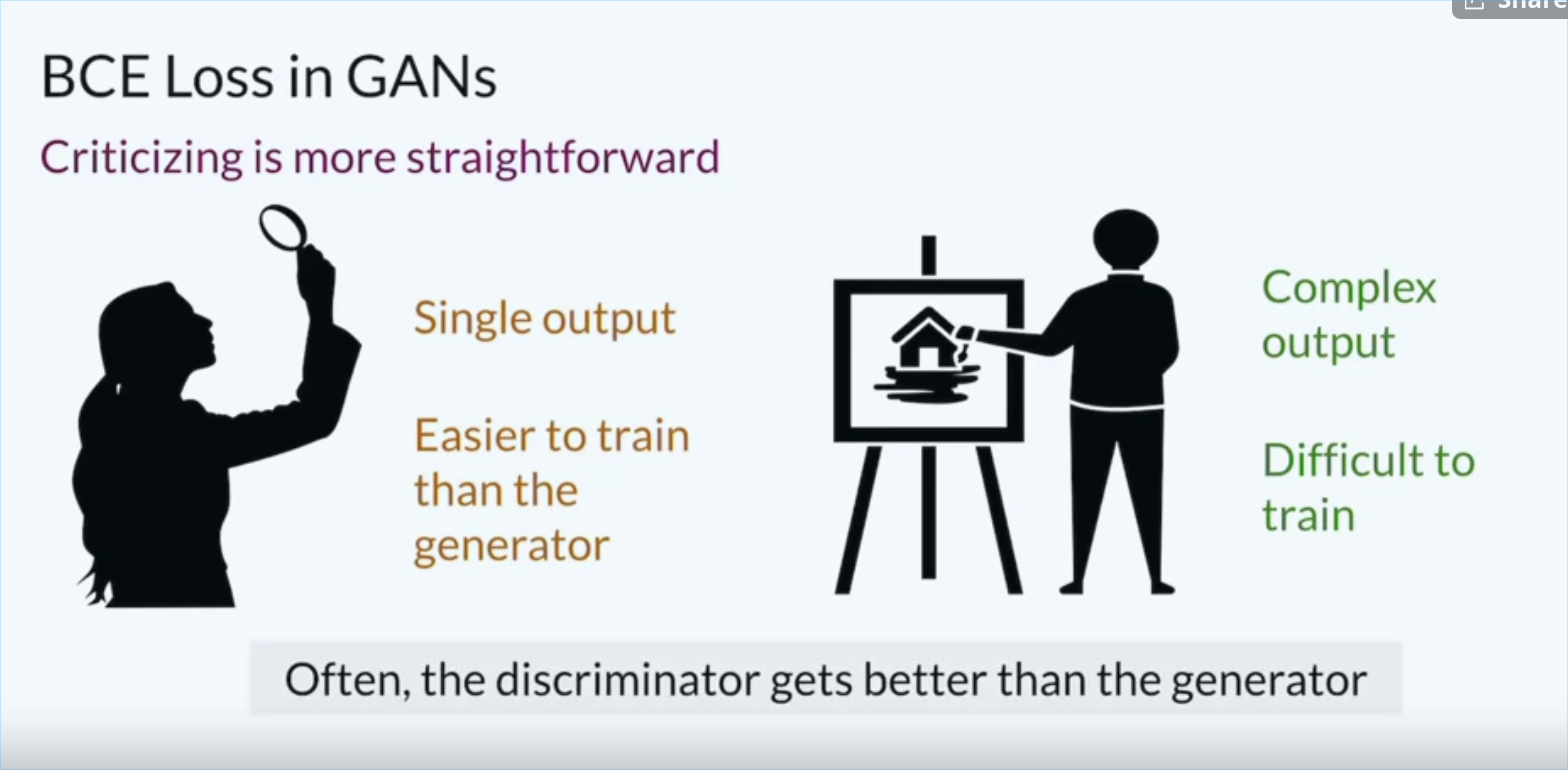 Share
BCE Loss in GANs
Criticizing is more straightforward
Single output
Easier to train
than the
generator
Complex
output
Difficult to
train
Often, the discriminator gets better than the generator